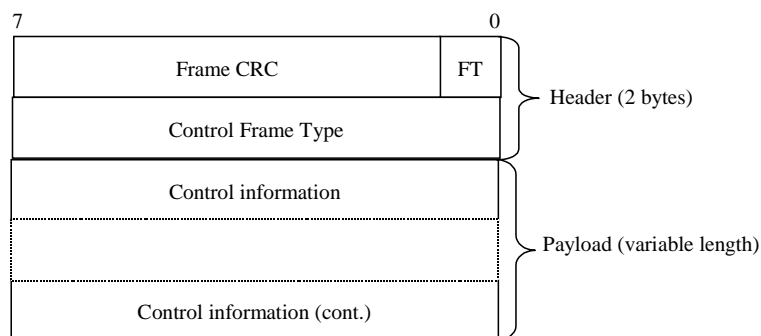 7 0
Frame CRC FT
Header (2 bytes)
Control Frame Type
Control information
Payload (variable length)
Control information (cont.)